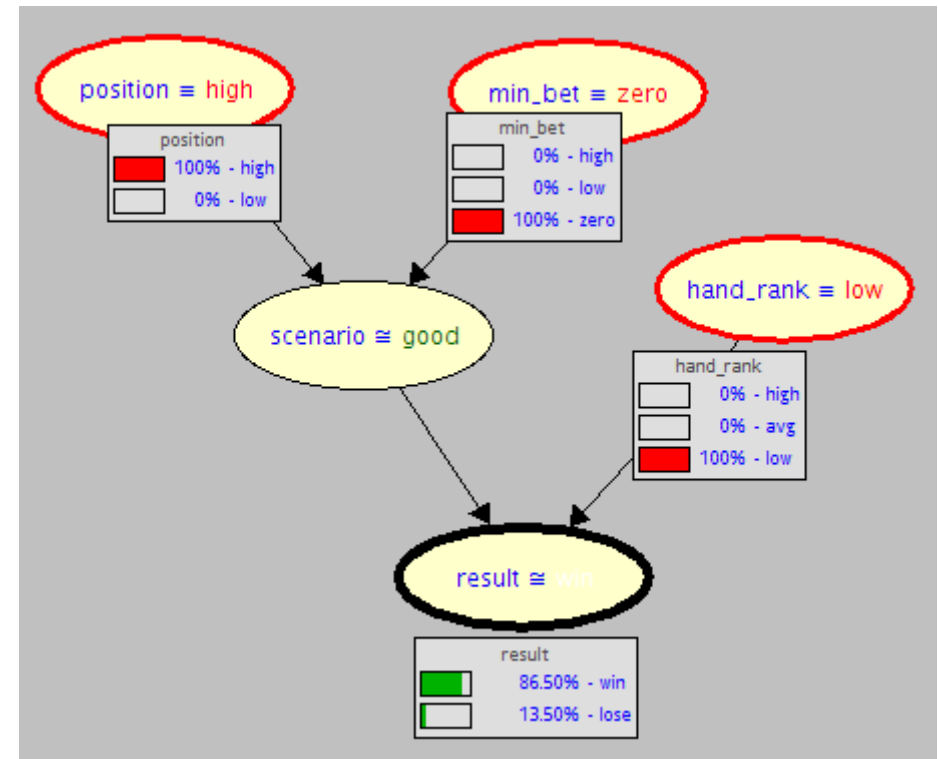 position ≡ high
min_bet ≡ zero
position
100% - high
0% - low
min_bet
0% - high
0% - low
100% - zero
scenario ≅ good
hand_rank ≡ low
hand_rank
0% - high
0% - avg
100% - low
result ≅ win
result
86.50% - win
13.50% - lose